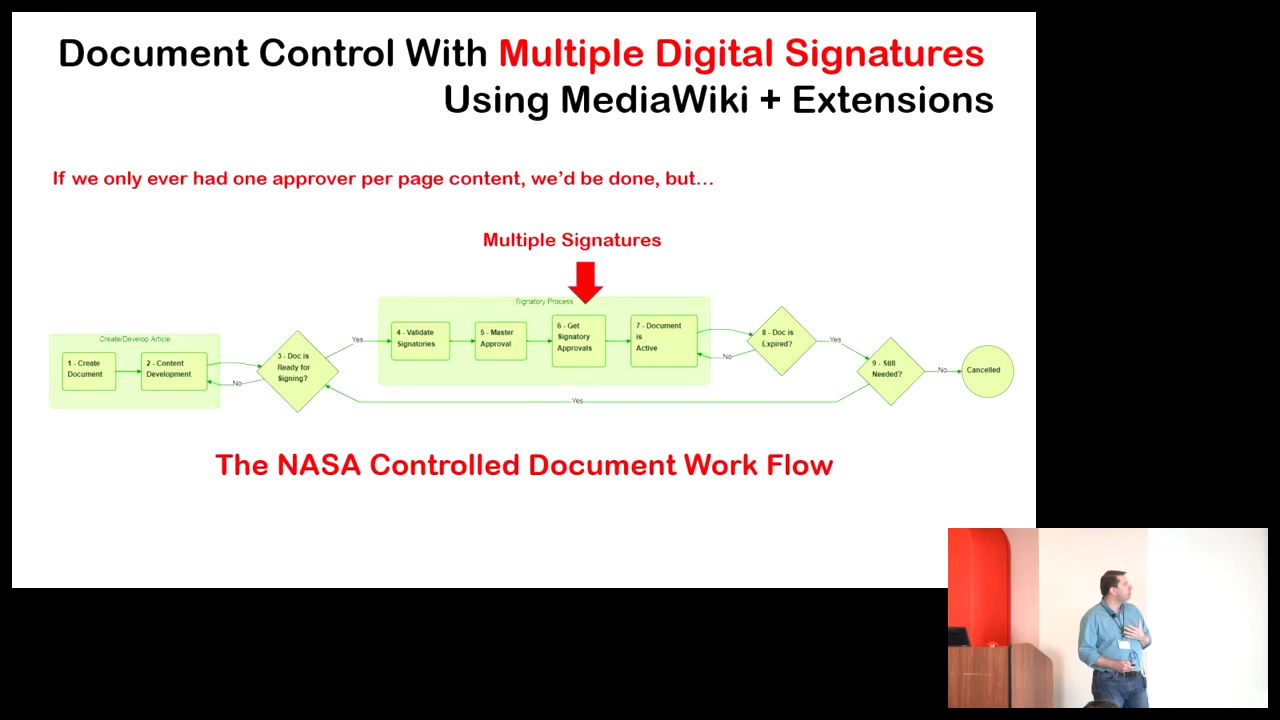 Document Control With Multiple Digital Signatures
Using MediaWiki + Extensions
If we only ever had one approver per page content, we'd be done, but...
Multiple Signatures
Signatory Process
Create/Develop Article
1 - Create
Document
2 - Content
Development
No
3 - Doc is
Ready for
Signing?
Yes
4 - Validate
Signatories
5 - Master
Approval
6 - Get
Signatory
Approvals
7 - Document
is
Active
No
8 - Doc is
Expired?
Yes
9 - Still
Needed?
No
Cancelled
Yes
The NASA Controlled Document Work Flow